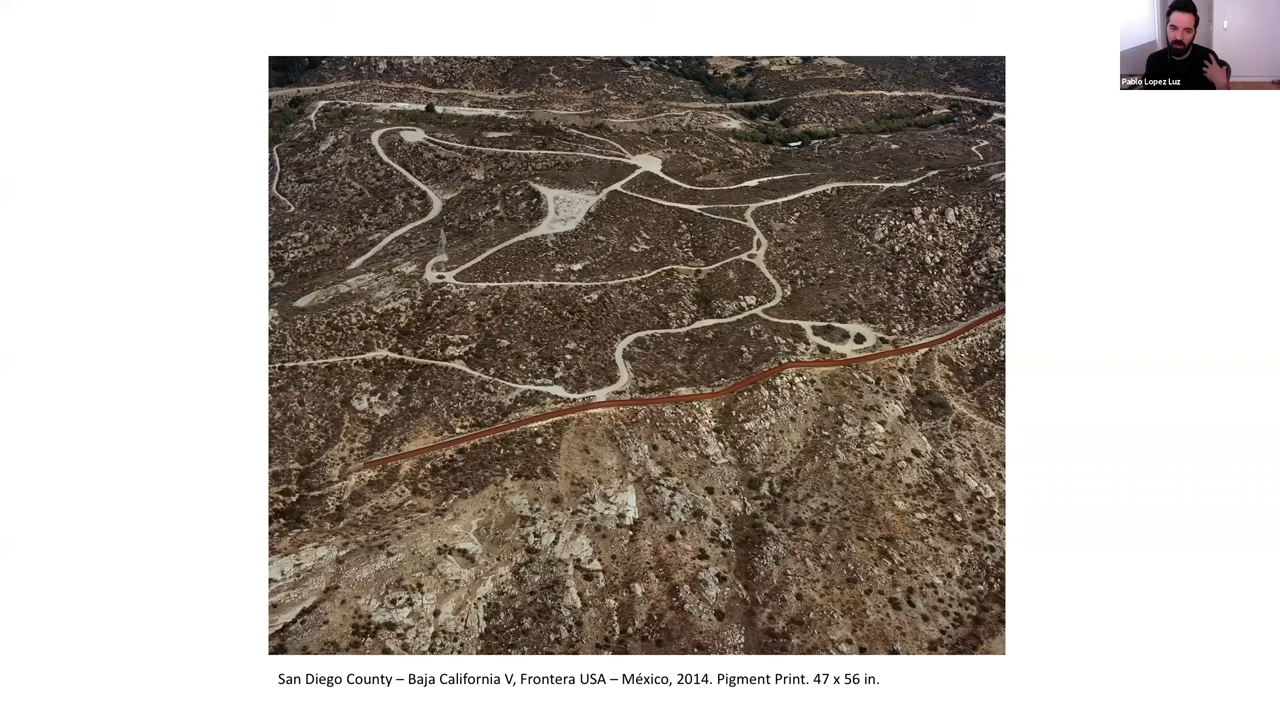 Pablo Lopez Luz
San Diego County – Baja California V, Frontera USA – México, 2014. Pigment Print. 47 x 56 in.